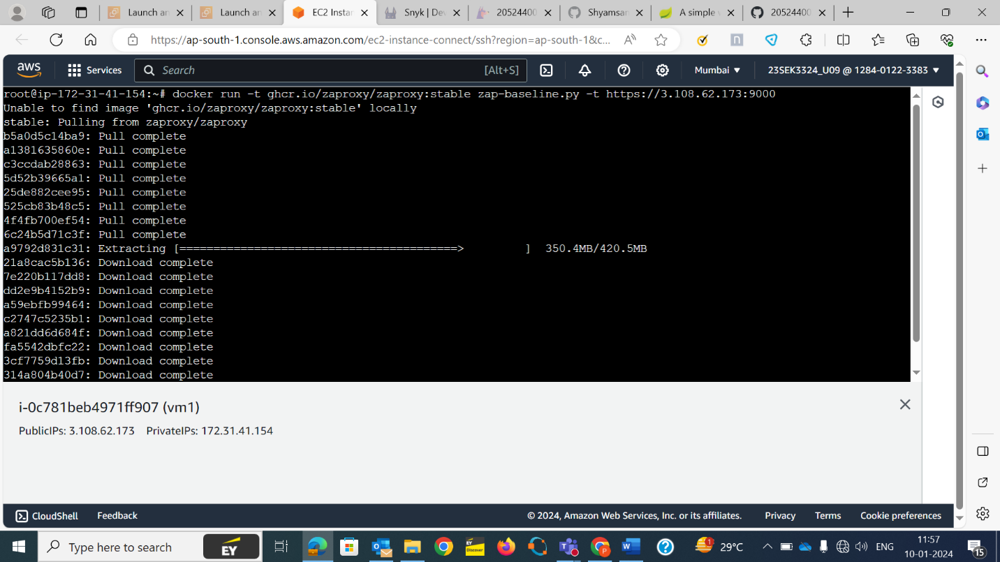 Launch an
Launch an
EC2 Instan
Snyk | Dev
20524400
Shyamsan
A simple
20524400
https://ap-south-1.console.aws.amazon.com/ec2-instance-connect/ssh?region=ap-south-1&c...
aws
Services
Search
[Alt+S]
Mumbai
23SEK3324_U09 @ 1284-0122-3383
root@ip-172-31-41-154:~# docker run -t ghcr.io/zaproxy/zaproxy:stable zap-baseline.py -t https://3.108.62.173:9000
Unable to find image 'ghcr.io/zaproxy/zaproxy:stable' locally
stable: Pulling from zaproxy/zaproxy
b5a0d5c14ba9: Pull complete
a1381635860e: Pull complete
c3ccdab28863: Pull complete
5d52b39665a1: Pull complete
25de882cee95: Pull complete
525cb83b48c5: Pull complete
4f4fb700ef54: Pull complete
6c24b5d71c3f: Pull complete
a9792d831c31: Extracting [=========================================>         ] 350.4MB/420.5MB
21a8cac5b136: Download complete
7e220b117dd8: Download complete
dd2e9b4152b9: Download complete
a59ebfb99464: Download complete
c2747c5235b1: Download complete
a821dd6d684f: Download complete
fa5542dbfc22: Download complete
3cf7759d13fb: Download complete
314a804b40d7: Download complete
i-0c781beb4971ff907 (vm1)
PublicIPs: 3.108.62.173 PrivateIPs: 172.31.41.154
CloudShell
Feedback
© 2024, Amazon Web Services, Inc. or its affiliates.
Privacy
Terms
Cookie preferences
Type here to search
EY
EY
Discover
1
29°C
ENG
11:57
10-01-2024
15